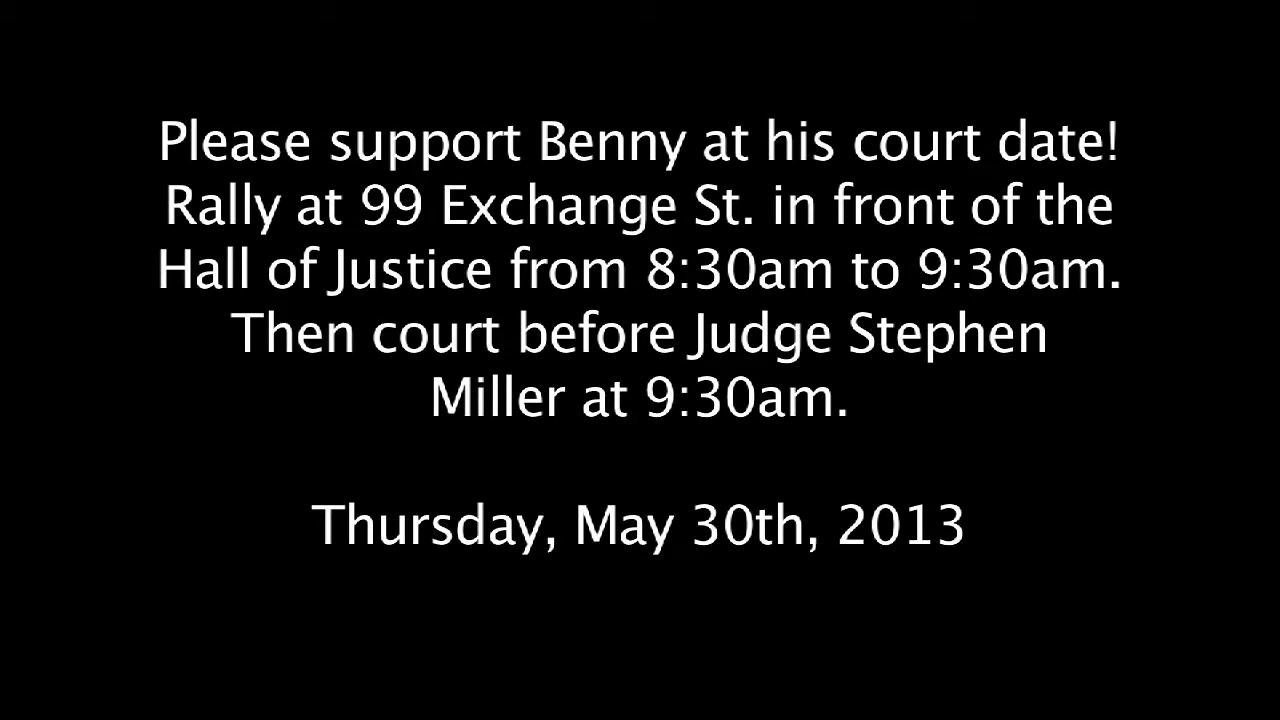 Please support Benny at his court date!
Rally at 99 Exchange St. in front of the
Hall of Justice from 8:30am to 9:30am.
Then court before Judge Stephen
Miller at 9:30am.
Thursday, May 30th, 2013